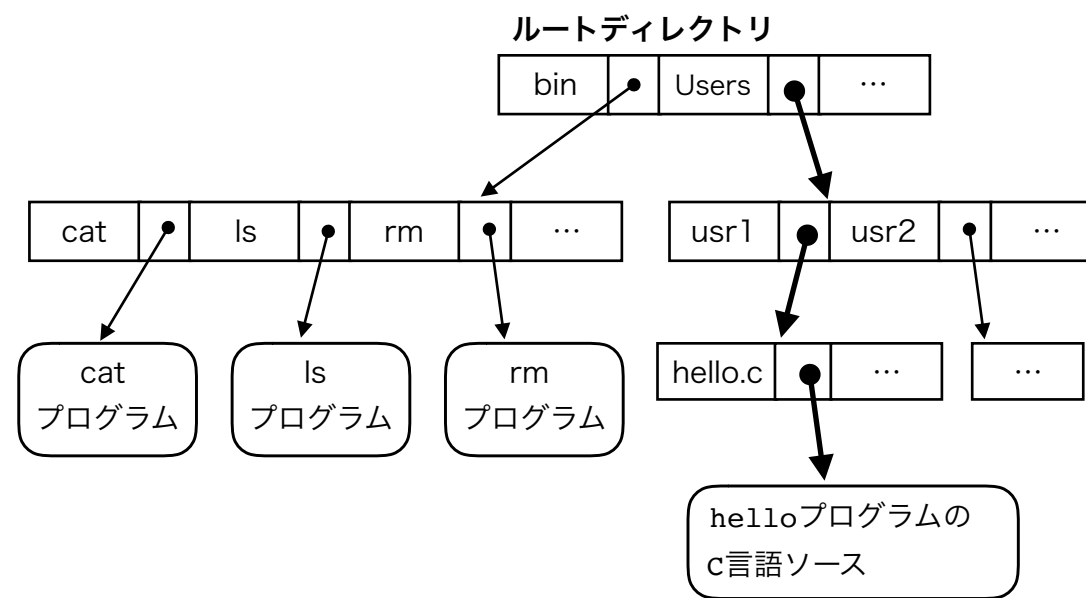 ルートディレクトリ
bin Users …
cat ls rm …
usr1 usr2 …
cat
プログラム
ls
プログラム
rm
プログラム
hello.c …
…
helloプログラムの
C言語ソース